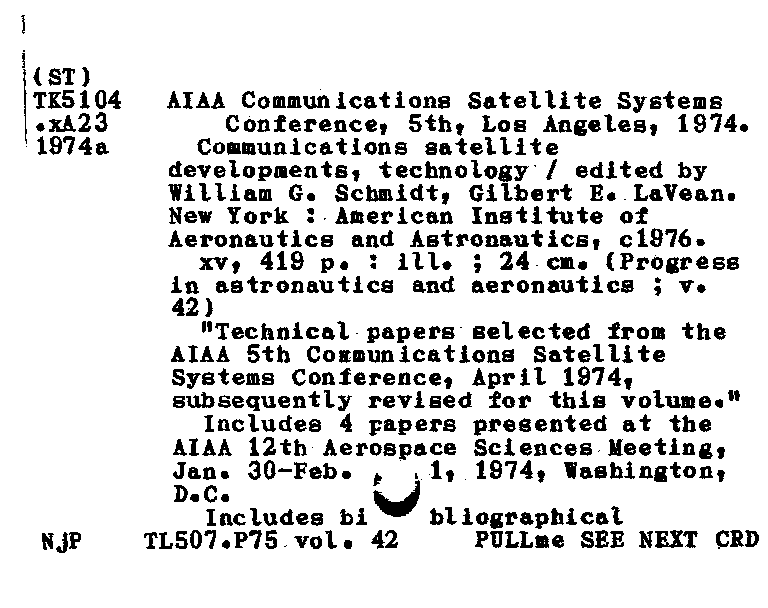 (ST)
TK5104 AIAA Communications Satellite Systems
.xA23 Conference, 5th, Los Angeles, 1974.
1974a Communications satellite
developments, technology / edited by
William G. Schmidt, Gilbert E. LaVean.
New York : American Institute of
Aeronautics and Astronautics, c1976.
xv, 419 p. : ill. ; 24 cm. (Progress
in astronautics and aeronautics ; v.
42)
"Technical papers selected from the
AIAA 5th Communications Satellite
Systems Conference, April 1974,
subsequently revised for this volume."
Includes 4 papers presented at the
AIAA 12th Aerospace Sciences Meeting,
Jan. 30-Feb. 1, 1974, Washington,
D.C.
Includes bi bliographical
NjP TL507.P75 vol. 42 PULLme SEE NEXT CRD